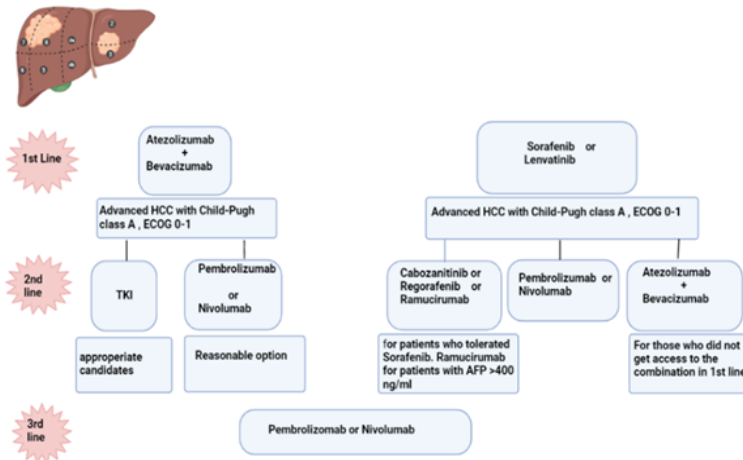 1st Line
Atezolizumab
+
Bevacizumab
Sorafenib or
Lenvatinib
Advanced HCC with Child-Pugh
class A , ECOG 0-1
Advanced HCC with Child-Pugh class A , ECOG 0-1
2nd
line
TKI
Pembrolizumab
or
Nivolumab
Cabozanitinib or
Regorafenib or
Ramucirumab
Pembrolizumab or
Nivolumab
Atezolizumab
+
Bevacizumab
approperiate
candidates
Reasonable option
for patients who tolerated
Sorafenib. Ramucirumab
for patients with AFP >400
ng/ml
For those who did not
get access to the
combination in 1st line
3rd
line
Pembrolizomab or Nivolumab